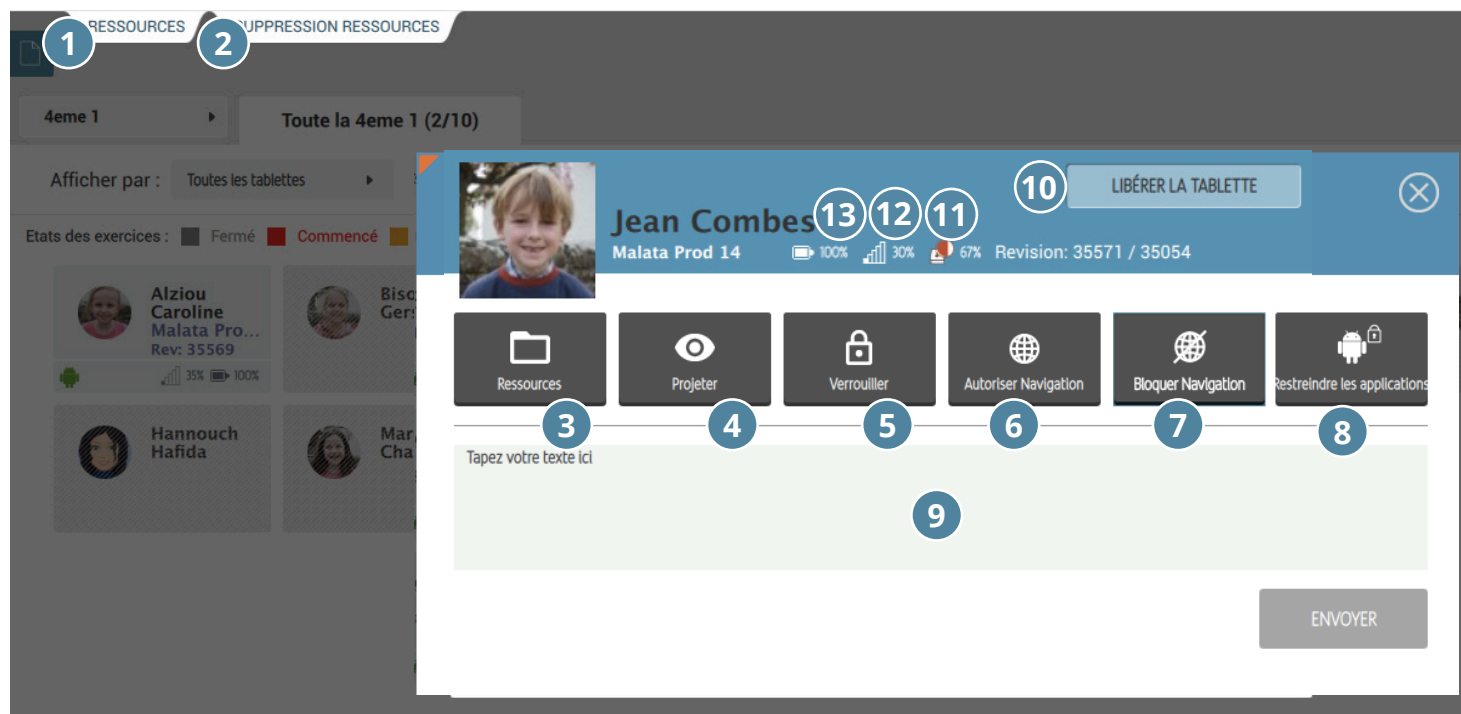 RESSOURCES
SUPPRESSION RESSOURCES
1
2
4eme 1
Toute la 4eme 1 (2/10)
Afficher par :
Toutes les tablettes
10
LIBÉRER LA TABLETTE
Jean Combes
13
12
11
Malata Prod 14
100%
30%
67%
Revision: 35571 / 35054
Etats des exercices :
Fermé
Commencé
Alziou
Caroline
Malata Pro...
Rev: 35569
35%
100%
Ressources
Projeter
Verrouiller
Autoriser Navigation
Bloquer Navigation
Restreindre les applications
3
4
5
6
7
8
Hannouch
Hafida
Tapez votre texte ici
9
ENVOYER